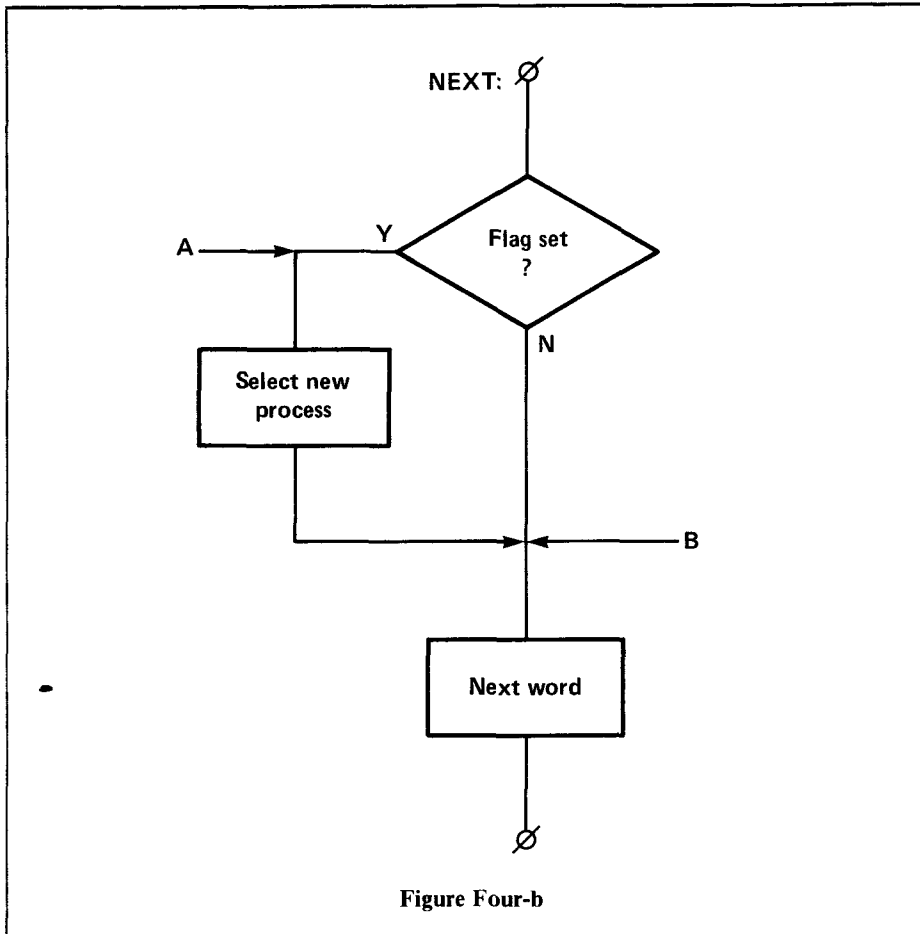 NEXT:
Flag set
?
Y
A
N
Select new
process
B
Next word
Figure Four-b